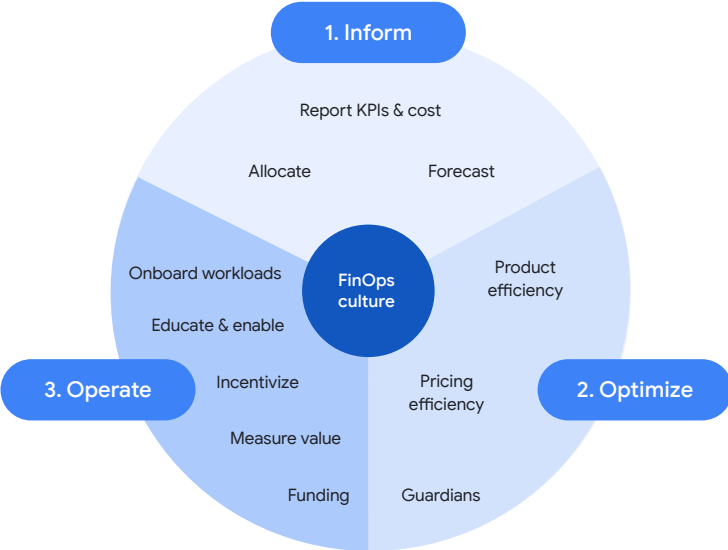 1. Inform
Report KPIs & cost
Allocate
Forecast
Onboard workloads
Educate & enable
3. Operate
Incentivize
Measure value
Funding
FinOps
culture
Product
efficiency
Pricing
efficiency
2. Optimize
Guardians